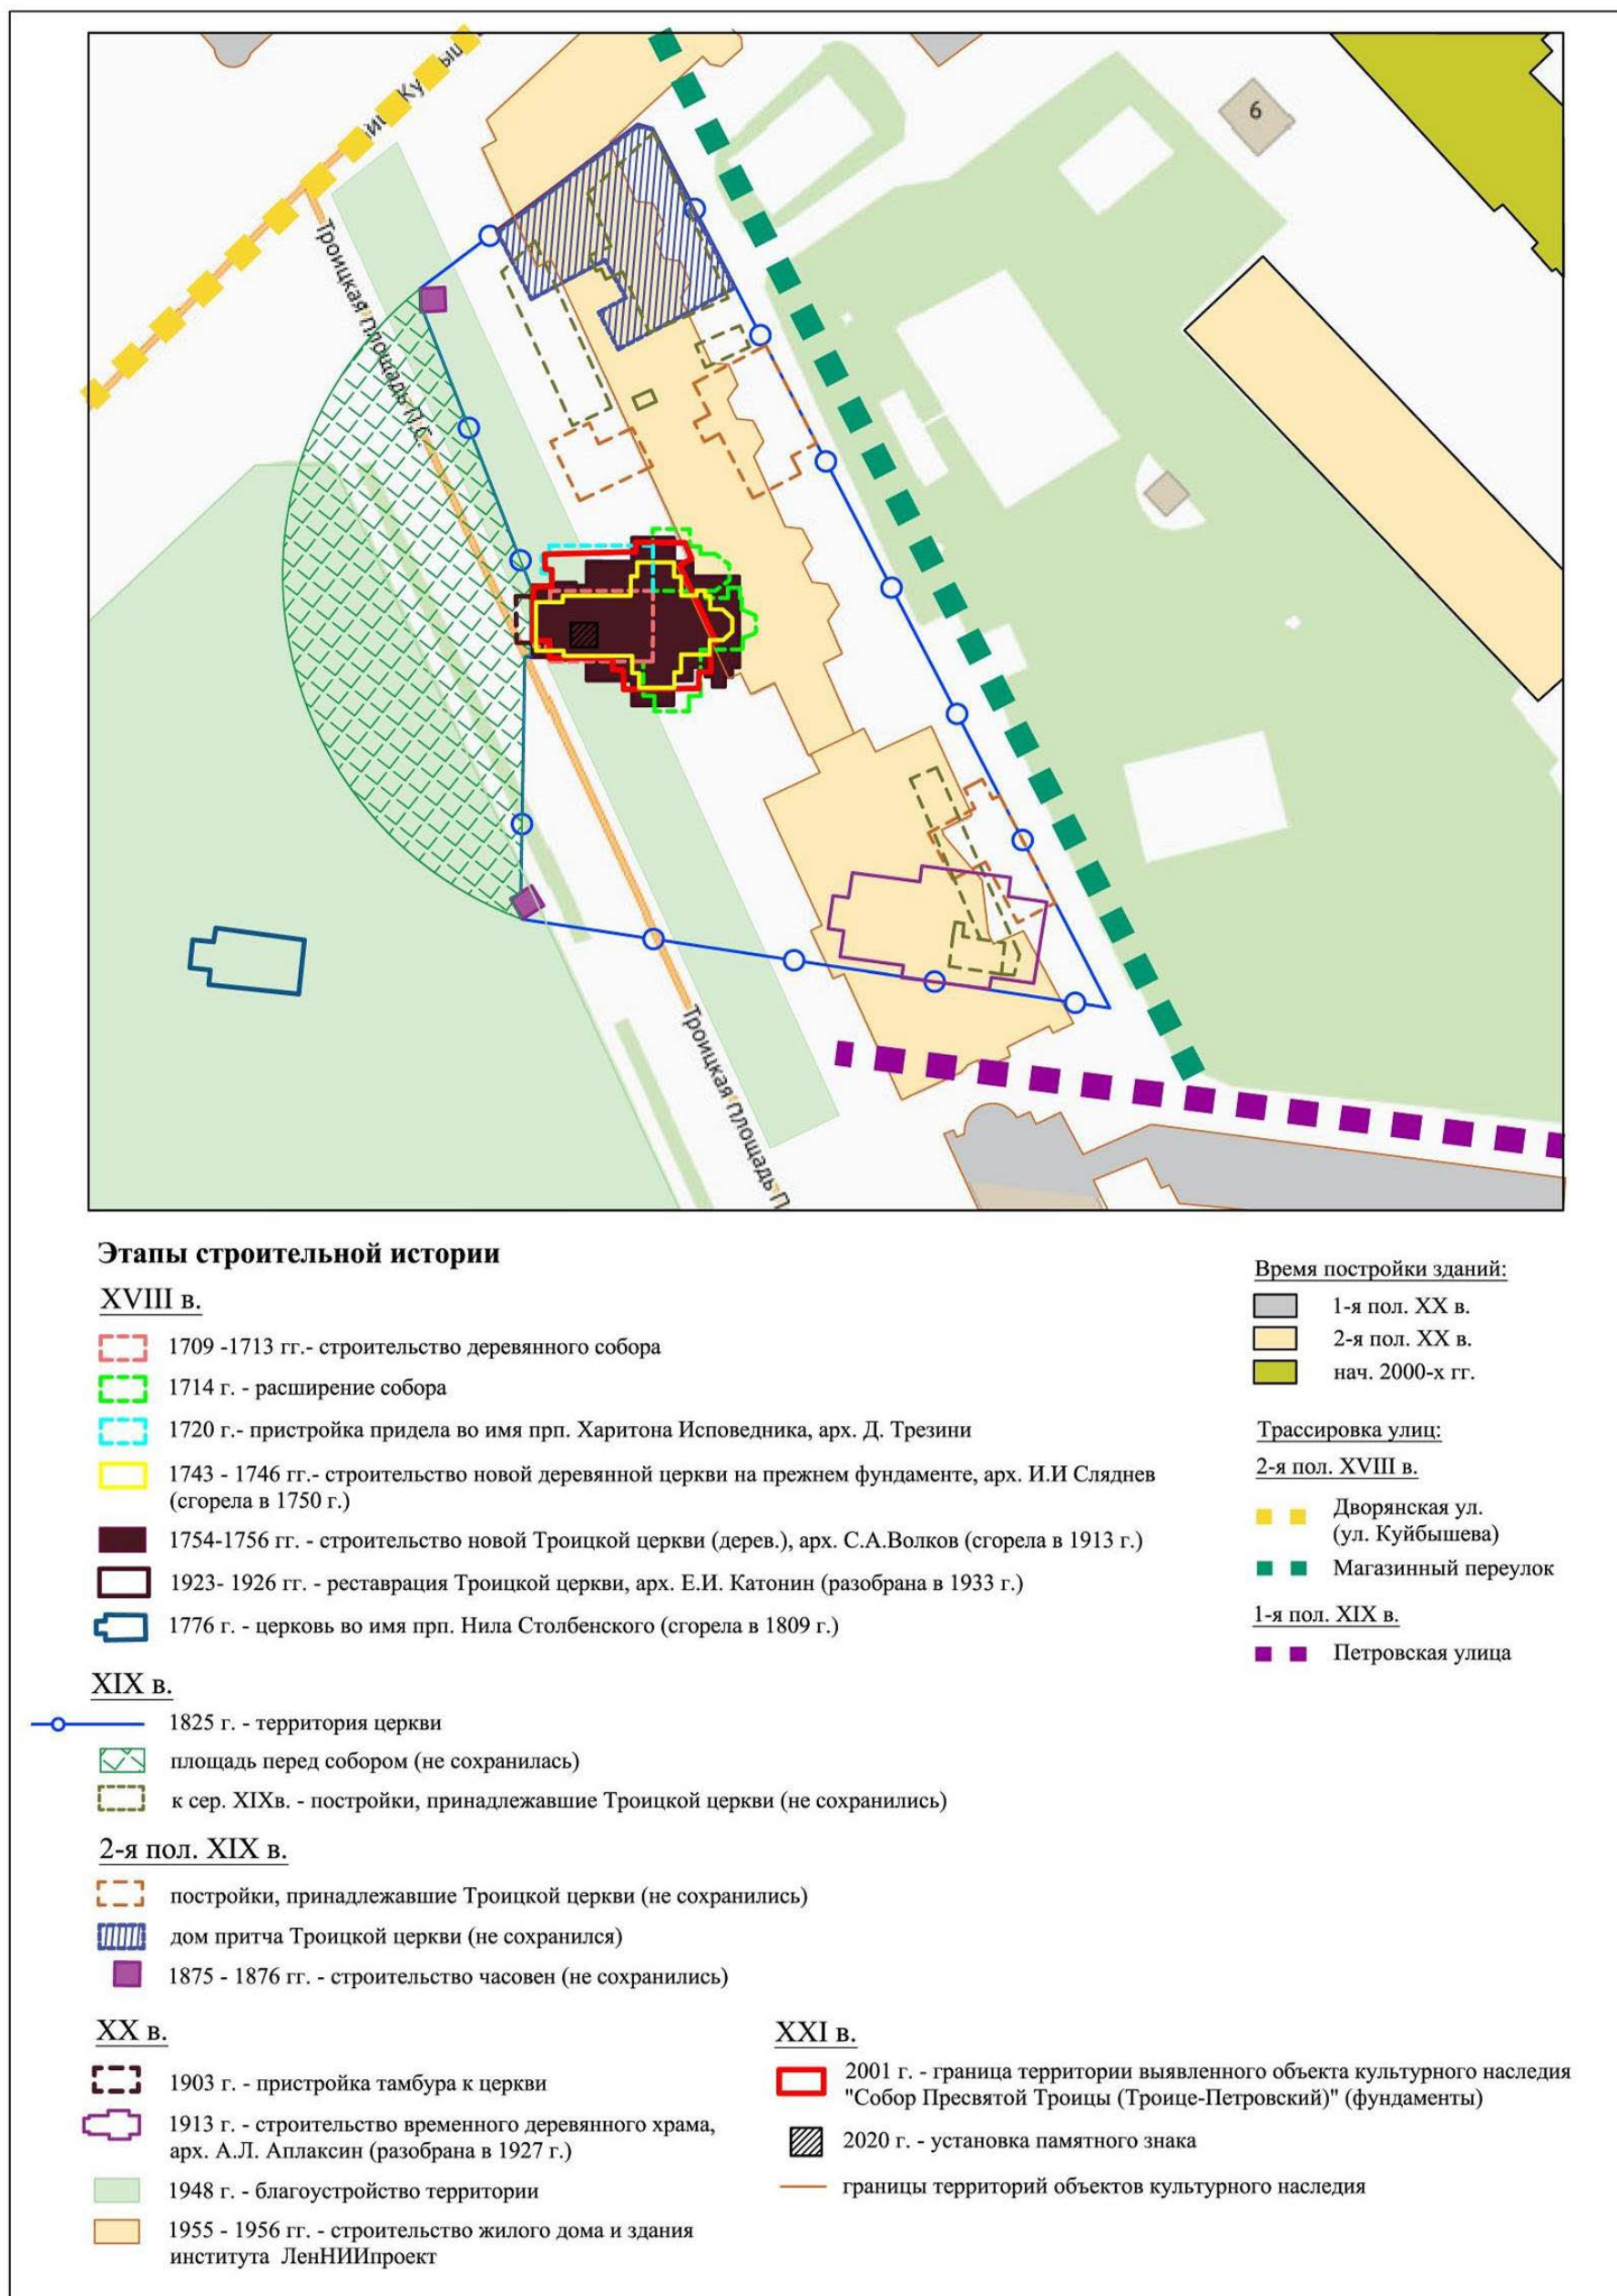 Ку
ый
6
Троицкая площадь П.С.
Троицкая площадь П
Этапы строительной истории
XVIII в.
1709 -1713 гг.- строительство деревянного собора
1714 г. - расширение собора
1720 г.- пристройка придела во имя прп. Харитона Исповедника, арх. Д. Трезини
1743 - 1746 гг.- строительство новой деревянной церкви на прежнем фундаменте, арх. И.И Сляднев
(сгорела в 1750 г.)
1754-1756 гг. - строительство новой Троицкой церкви (дерев.), арх. С.А.Волков (сгорела в 1913 г.)
1923- 1926 гг. - реставрация Троицкой церкви, арх. Е.И. Катонин (разобрана в 1933 г.)
1776 г. - церковь во имя прп. Нила Столбенского (сгорела в 1809 г.)
XIX в.
1825 г. - территория церкви
площадь перед собором (не сохранилась)
к сер. XIXв. - постройки, принадлежавшие Троицкой церкви (не сохранились)
2-я пол. XIX в.
постройки, принадлежавшие Троицкой церкви (не сохранились)
дом притча Троицкой церкви (не сохранился)
1875 - 1876 гг. - строительство часовен (не сохранились)
XX в.
1903 г. - пристройка тамбура к церкви
1913 г. - строительство временного деревянного храма,
арх. А.Л. Аплаксин (разобрана в 1927 г.)
1948 г. - благоустройство территории
1955 - 1956 гг. - строительство жилого дома и здания
института ЛенНИИпроект
XXI в.
2001 г. - граница территории выявленного объекта культурного наследия
"Собор Пресвятой Троицы (Троице-Петровский)" (фундаменты)
2020 г. - установка памятного знака
границы территорий объектов культурного наследия
Время постройки зданий:
1-я пол. XX в.
2-я пол. XX в.
нач. 2000-х гг.
Трассировка улиц:
2-я пол. XVIII в.
Дворянская ул.
(ул. Куйбышева)
Магазинный переулок
1-я пол. XIX в.
Петровская улица